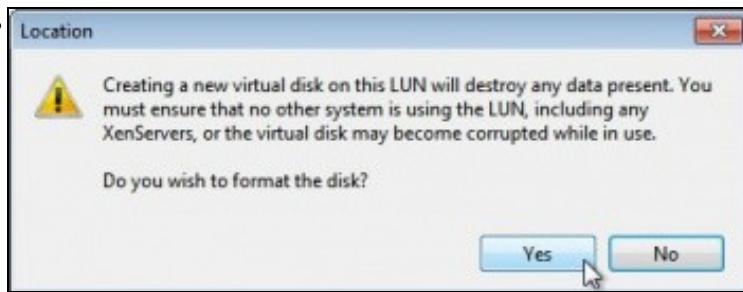 Location
Creating a new virtual disk on this LUN will destroy any data present. You
must ensure that no other system is using the LUN, including any
XenServers, or the virtual disk may become corrupted while in use.
Do you wish to format the disk?
Yes No